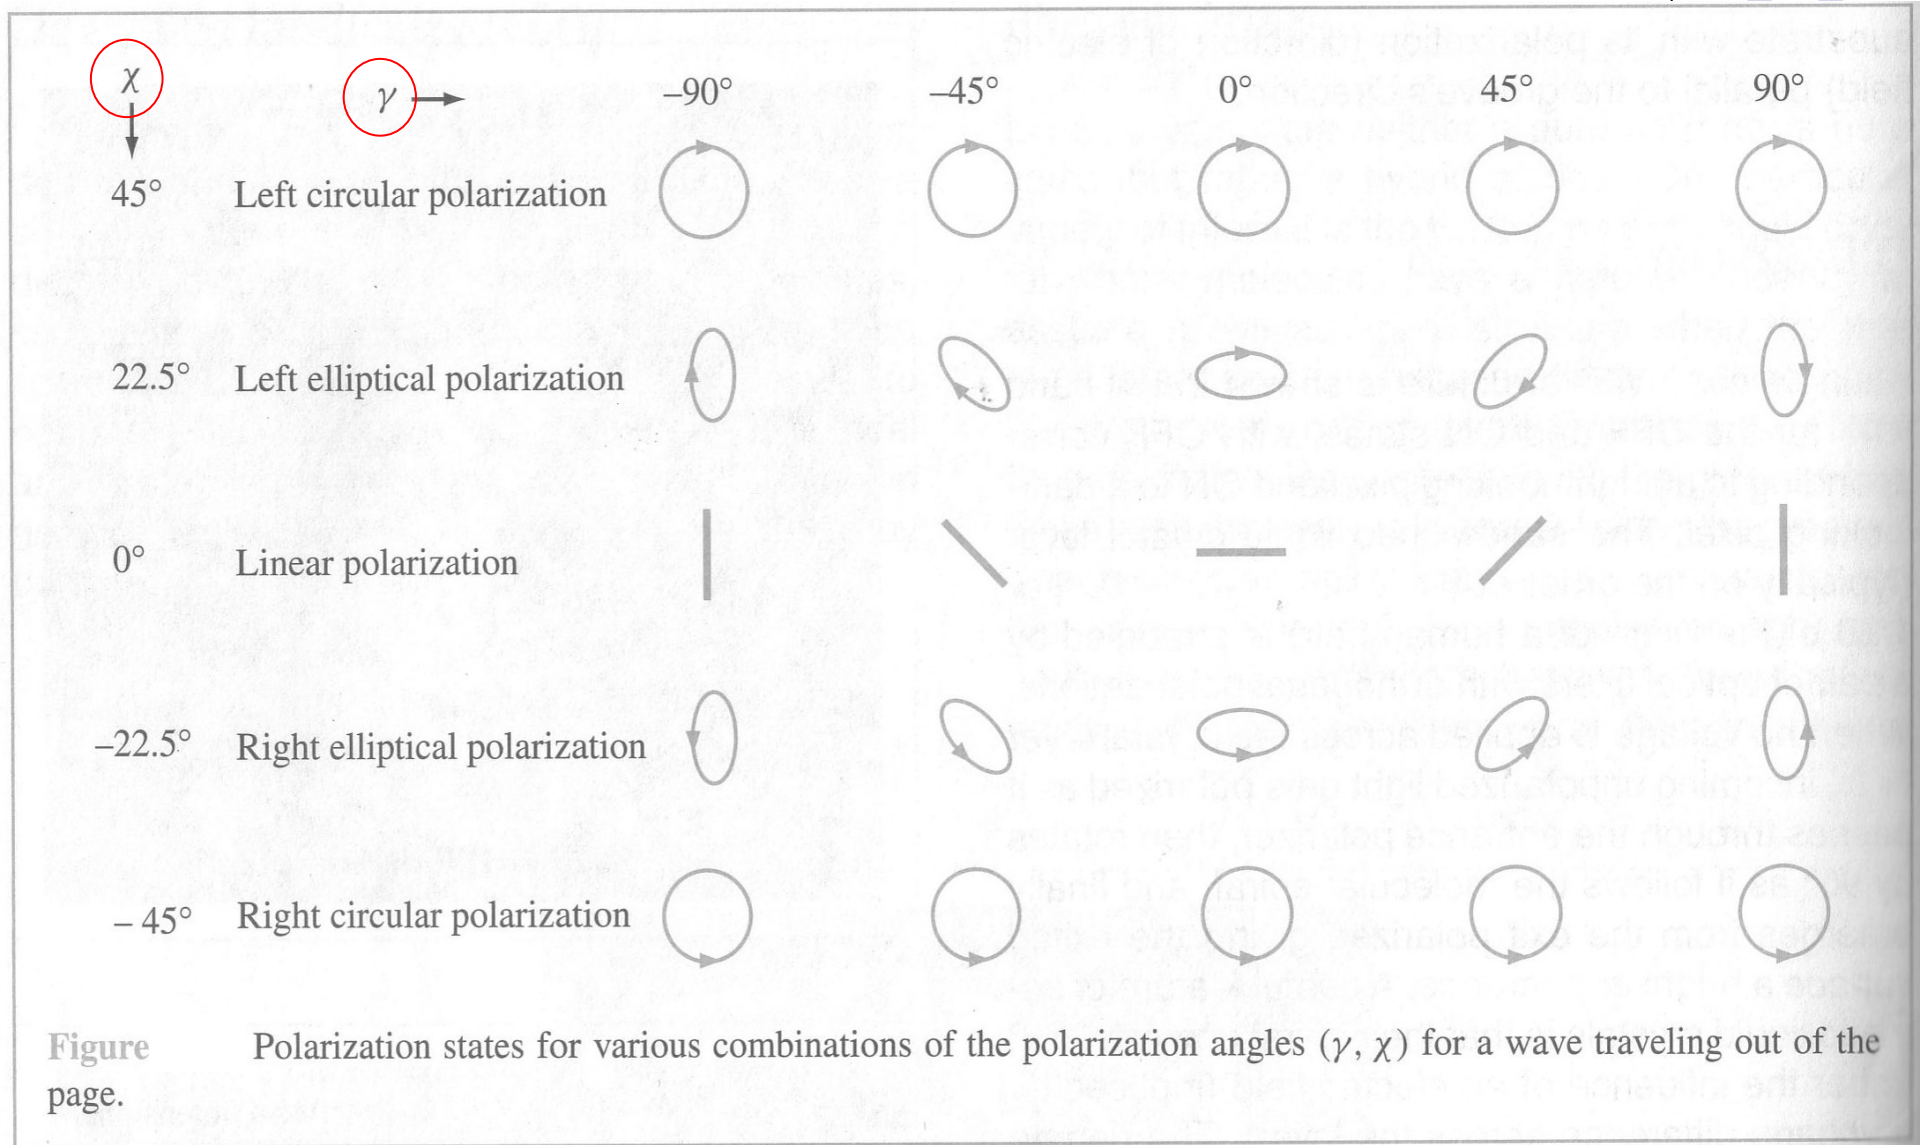 χ γ –90° –45° 0° 45° 90°
45° Left circular polarization
22.5° Left elliptical polarization
0° Linear polarization
–22.5° Right elliptical polarization
– 45° Right circular polarization
Figure Polarization states for various combinations of the polarization angles (γ, χ) for a wave traveling out of the
page.